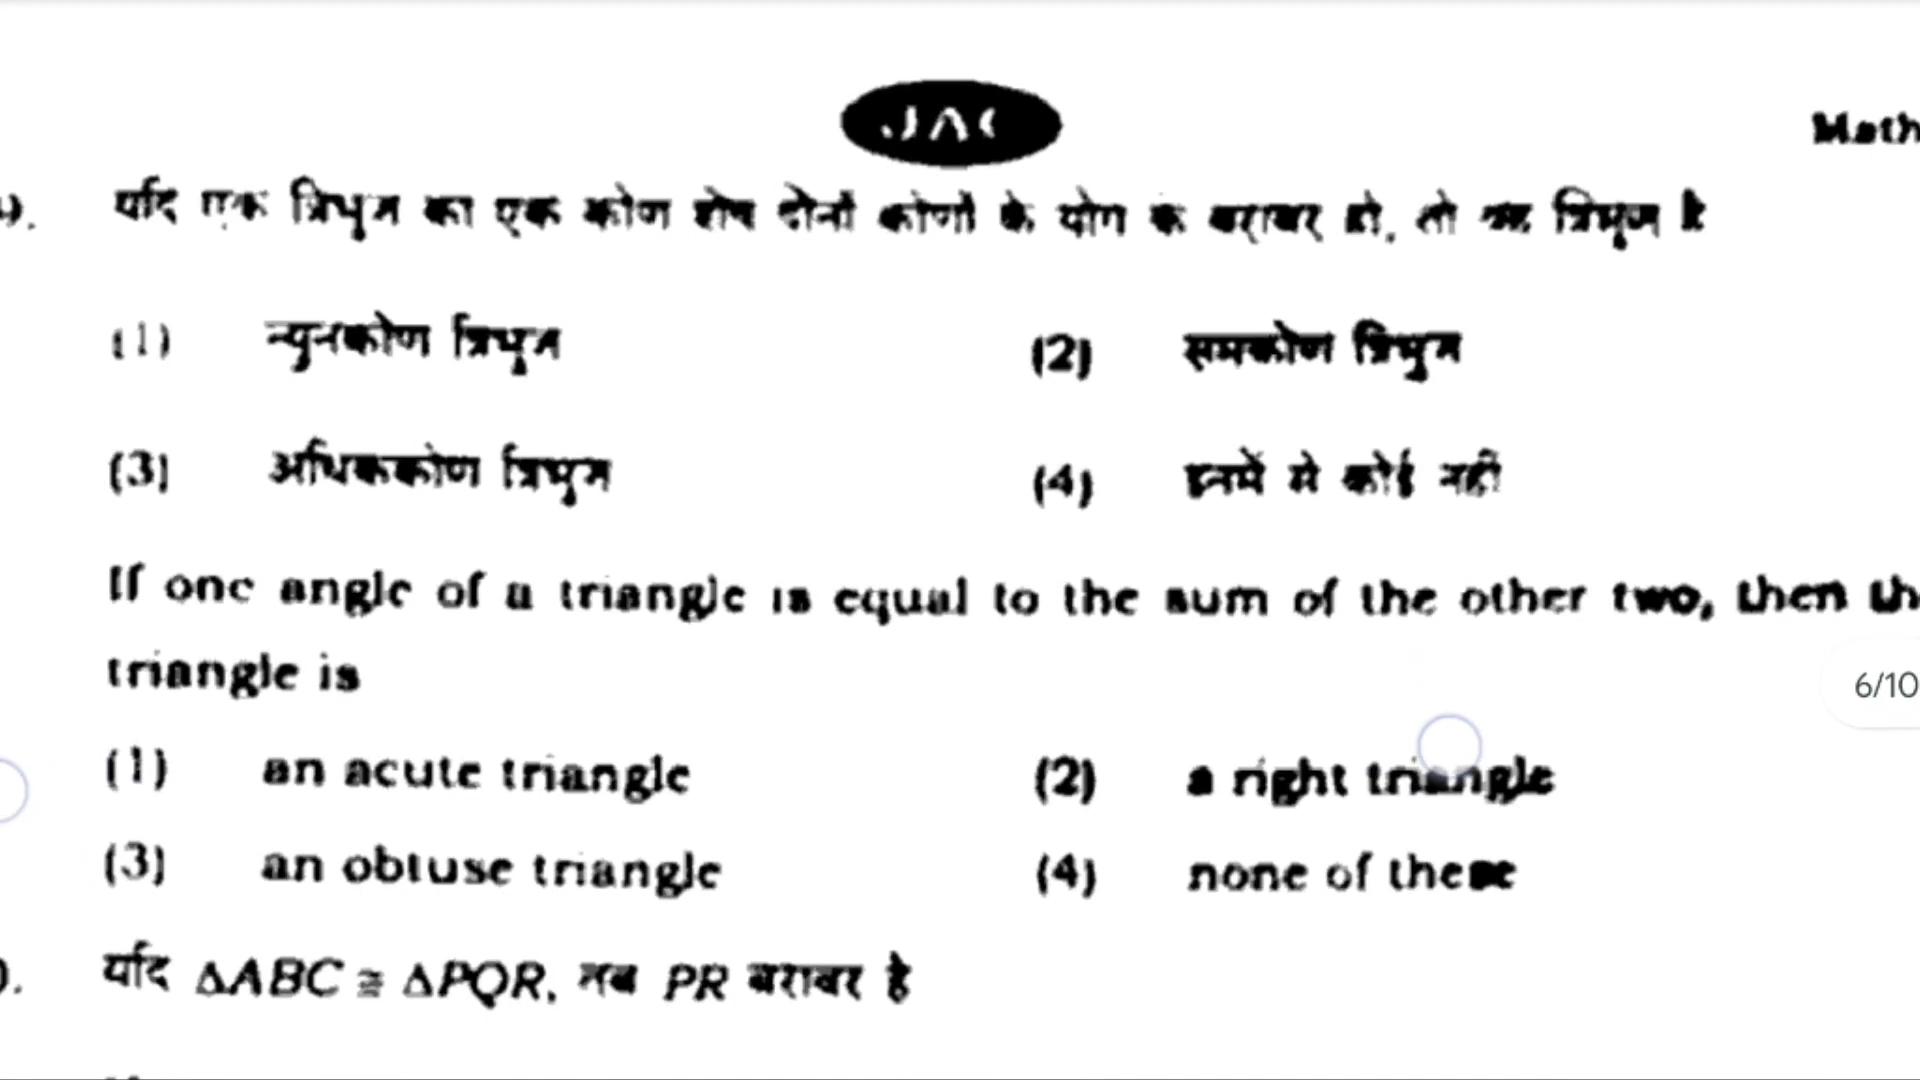 JAC
Math
यदि एक त्रिभुज का एक कोण शेष दोनों कोणों के योग के बराबर हो, तो वह त्रिभुज है
(1) न्यूनकोण त्रिभुज (2) समकोण त्रिभुज
(3) अधिककोण त्रिभुज (4) इनमें से कोई नहीं
If one angle of a triangle is equal to the sum of the other two, then th
triangle is
6/10
(1) an acute triangle (2) a right triangle
(3) an obtuse triangle (4) none of these
). यदि ΔABC ≅ ΔPQR, तब PR बराबर है